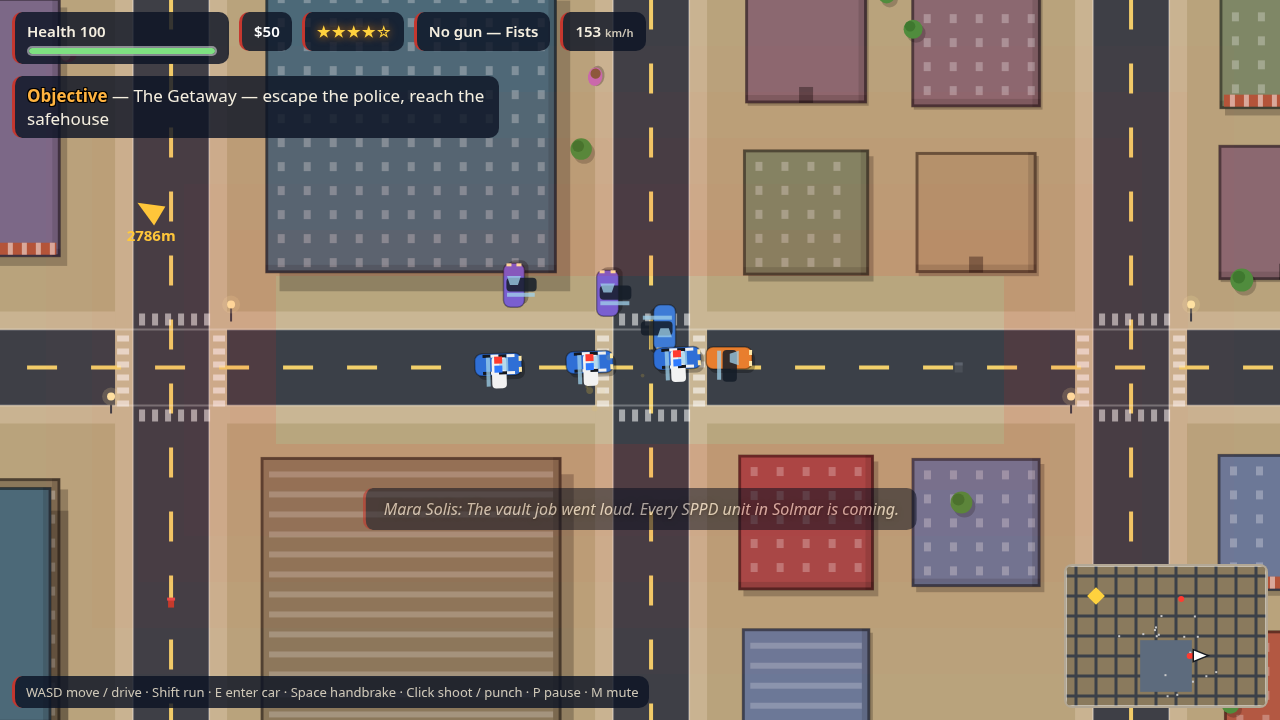 Health 100
$50
★★★★☆
No gun — Fists
153 km/h
Objective — The Getaway — escape the police, reach the
safehouse
2786m
Mara Solis: The vault job went loud. Every SPPD unit in Solmar is coming.
WASD move / drive · Shift run · E enter car · Space handbrake · Click shoot / punch · P pause · M mute